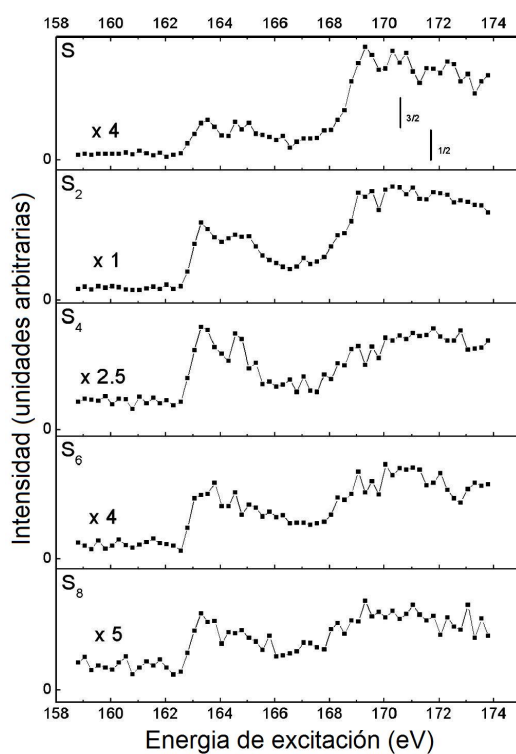 158 160 162 164 166 168 170 172 174
S
x 4
3/2
1/2
0
S2
x 1
0
S4
x 2.5
0
S6
x 4
0
S8
x 5
0
158 160 162 164 166 168 170 172 174
Intensidad (unidades arbitrarias)
Energia de excitación (eV)